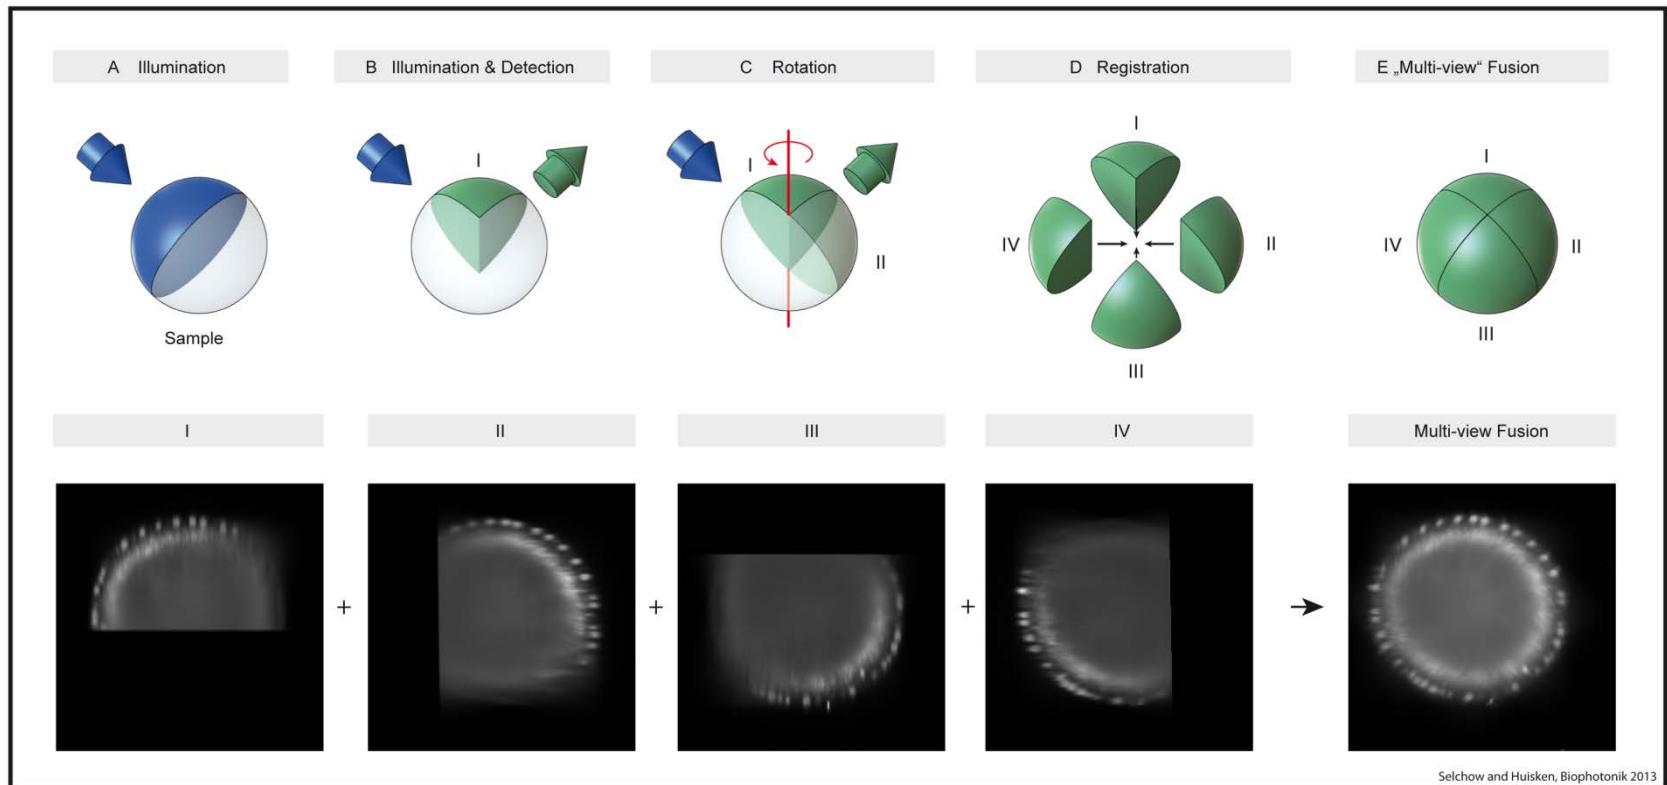 A Illumination
B Illumination & Detection
C Rotation
D Registration
E „Multi-view“ Fusion
Sample
I
I
II
I
IV
II
III
I
IV
II
III
I
II
III
IV
Multi-view Fusion
+
+
+
Selchow and Huisken, Biophotonik 2013